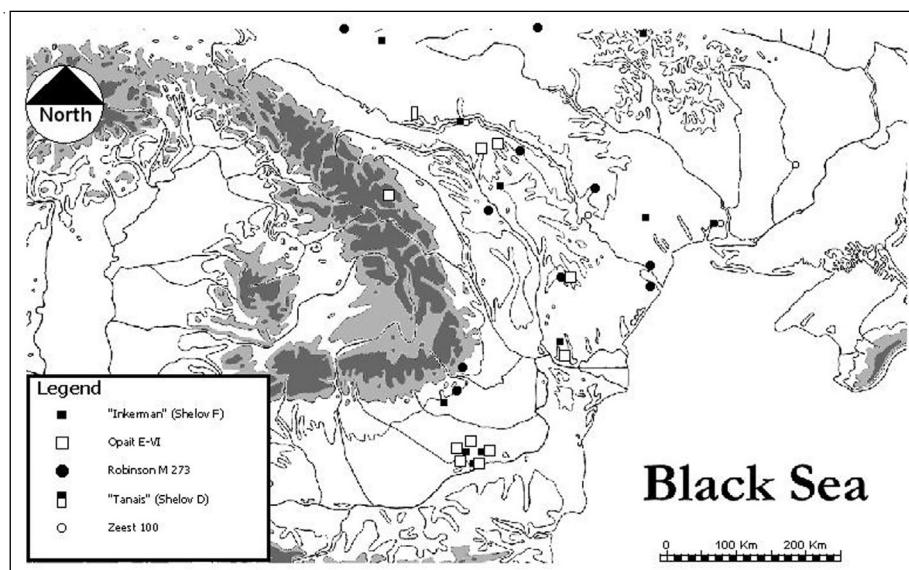 North
Legend
"Inkerman" (Shelov F)
Opait E-VI
Robinson M 273
"Tanais" (Shelov D)
Zeest 100
Black Sea
0 100 Km 200 Km